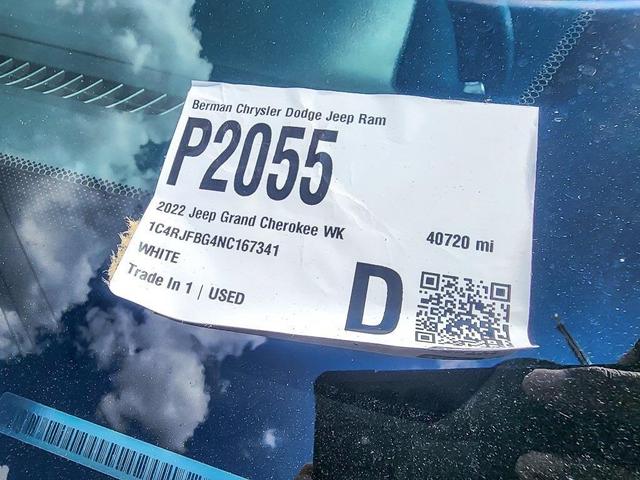 Berman Chrysler Dodge Jeep Ram
P2055
2022 Jeep Grand Cherokee WK
1C4RJFBG4NC167341
40720 mi
WHITE
Trade In 1 | USED
D